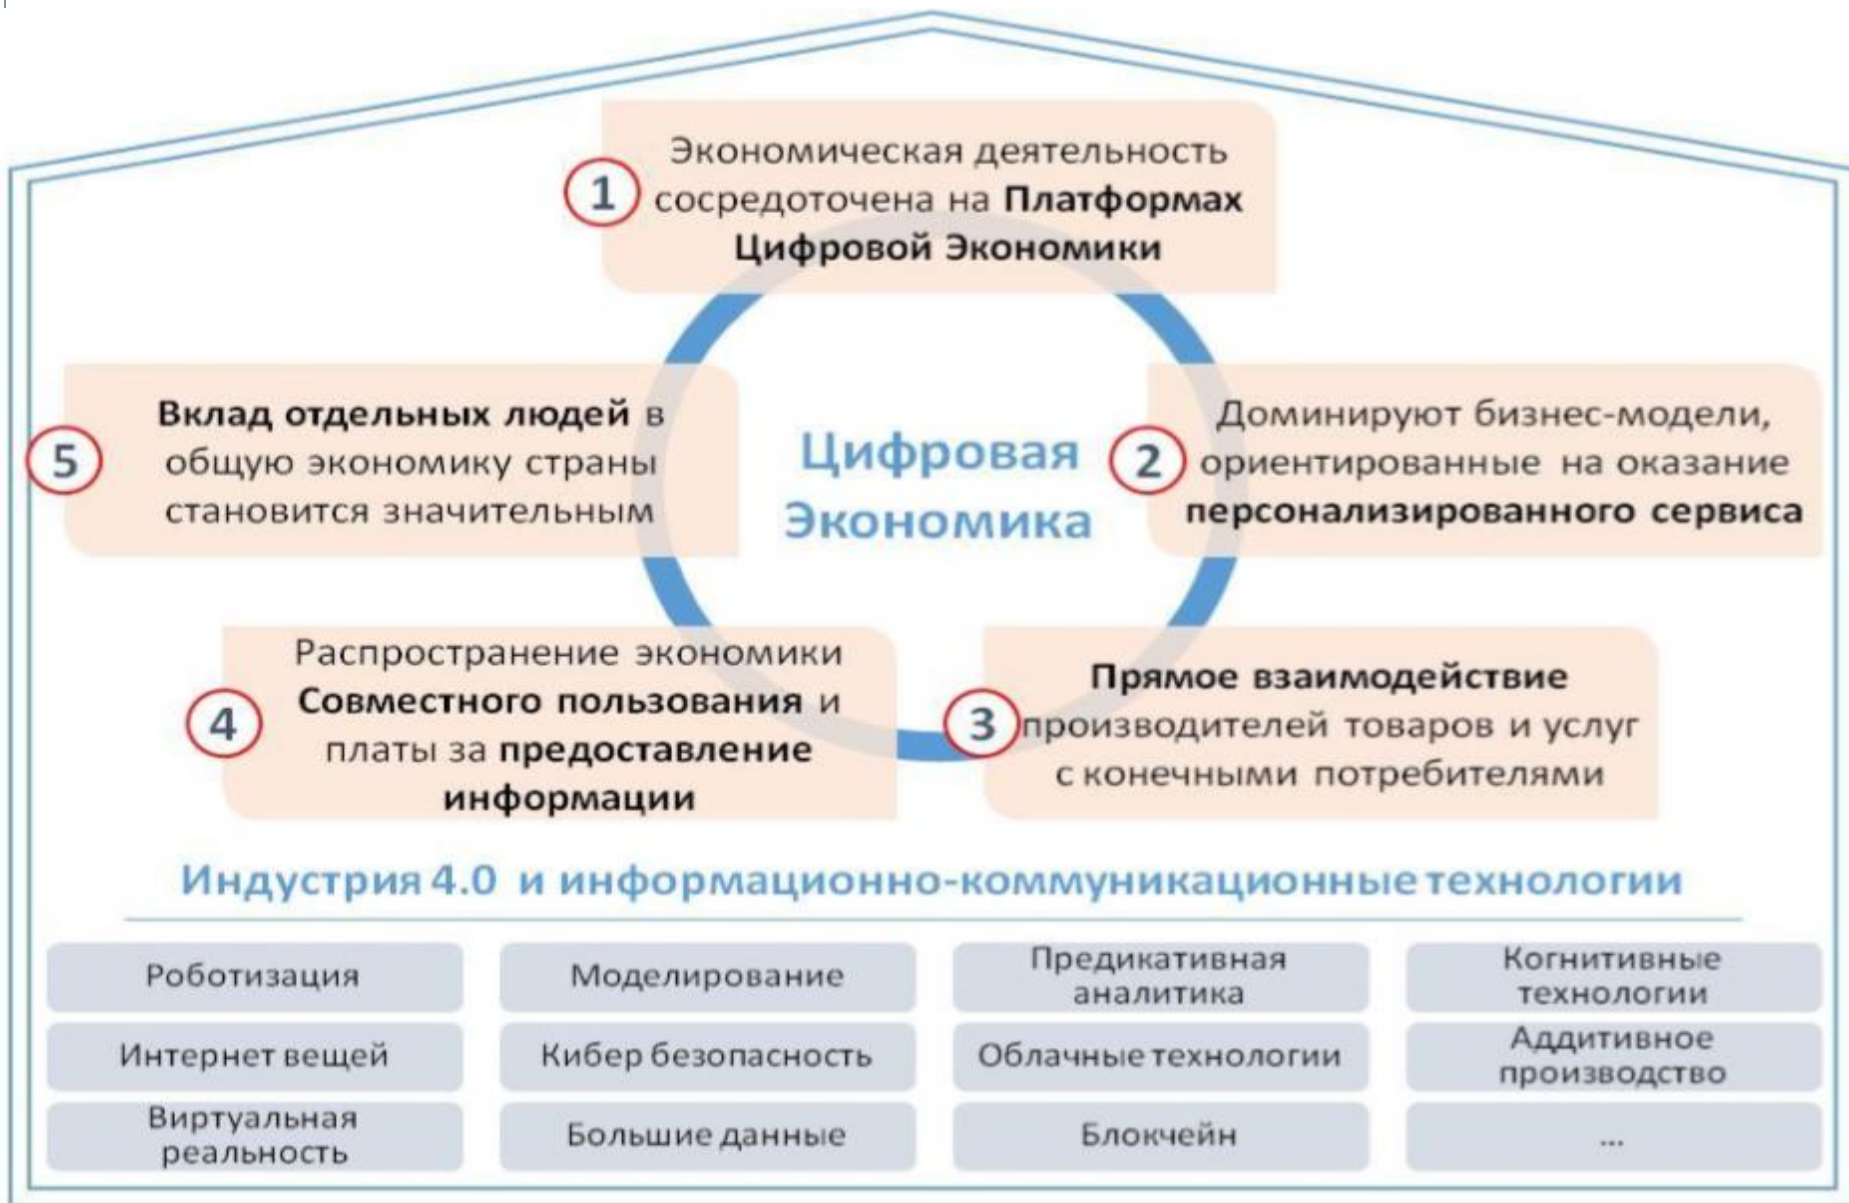 1
Экономическая деятельность
сосредоточена на Платформах
Цифровой Экономики
5
Вклад отдельных людей в
общую экономику страны
становится значительным
Цифровая
Экономика
2
Доминируют бизнес-модели,
ориентированные на оказание
персонализированного сервиса
4
Распространение экономики
Совместного пользования и
платы за предоставление
информации
3
Прямое взаимодействие
производителей товаров и услуг
с конечными потребителями
Индустрия 4.0 и информационно-коммуникационные технологии
Роботизация
Моделирование
Предикативная
аналитика
Когнитивные
технологии
Интернет вещей
Кибер безопасность
Облачные технологии
Аддитивное
производство
Виртуальная
реальность
Большие данные
Блокчейн
...